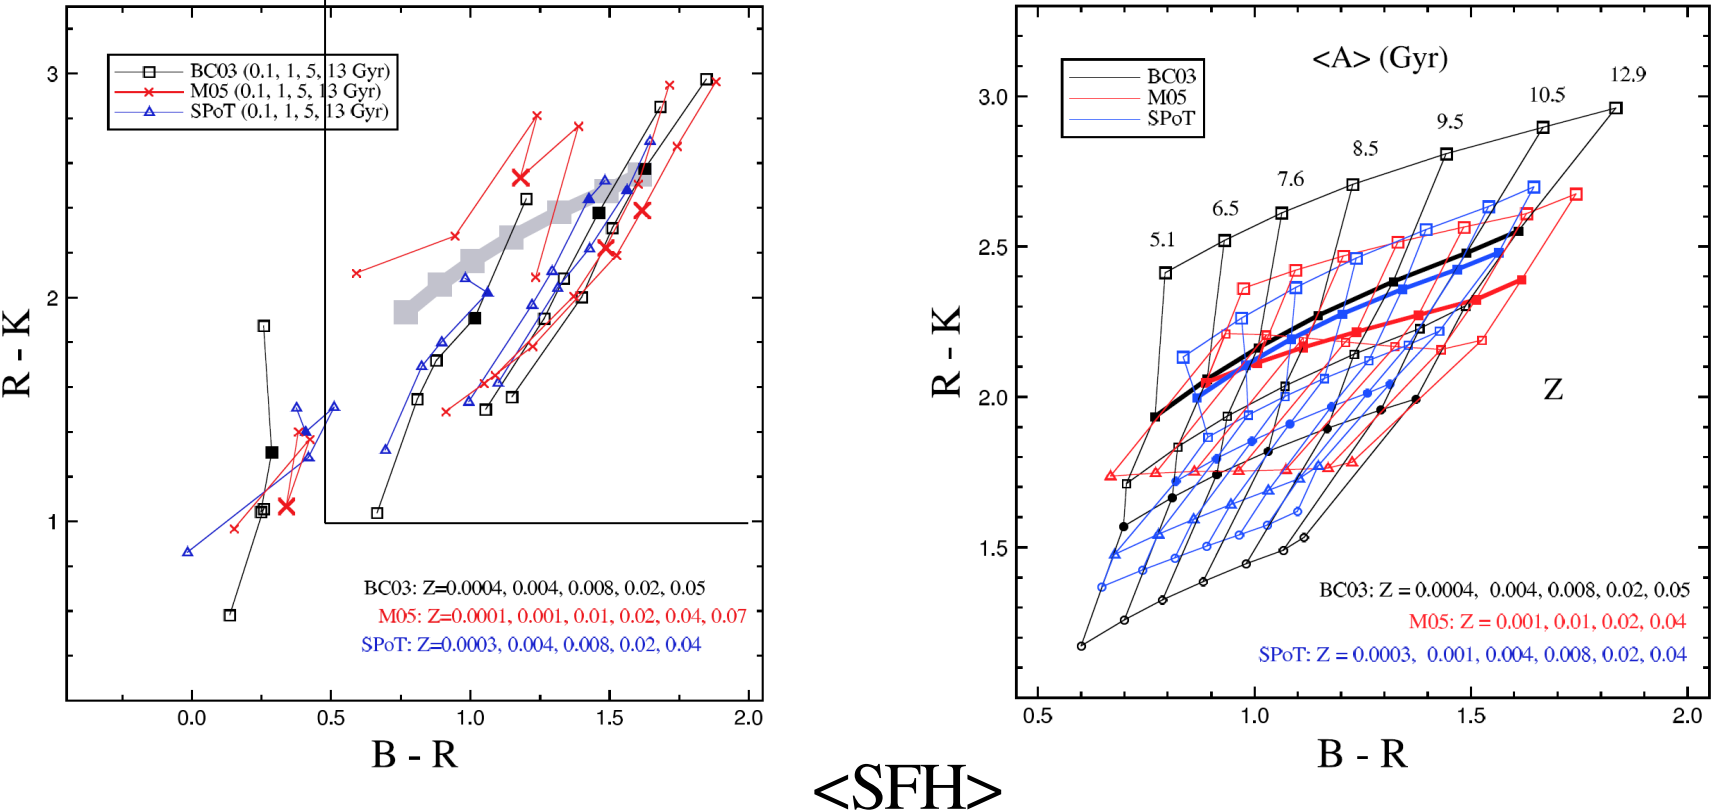 BC03 (0.1, 1, 5, 13 Gyr)
M05 (0.1, 1, 5, 13 Gyr)
SPoT (0.1, 1, 5, 13 Gyr)
3
2
1
R - K
BC03: Z=0.0004, 0.004, 0.008, 0.02, 0.05
M05: Z=0.0001, 0.001, 0.01, 0.02, 0.04, 0.07
SPoT: Z=0.0003, 0.004, 0.008, 0.02, 0.04
0.0 0.5 1.0 1.5 2.0
B - R
<A> (Gyr)
BC03
M05
SPoT
12.9
10.5
9.5
8.5
7.6
6.5
5.1
3.0
2.5
2.0
1.5
R - K
Z
BC03: Z = 0.0004, 0.004, 0.008, 0.02, 0.05
M05: Z = 0.001, 0.01, 0.02, 0.04
SPoT: Z = 0.0003, 0.001, 0.004, 0.008, 0.02, 0.04
0.5 1.0 1.5 2.0
B - R
<SFH>